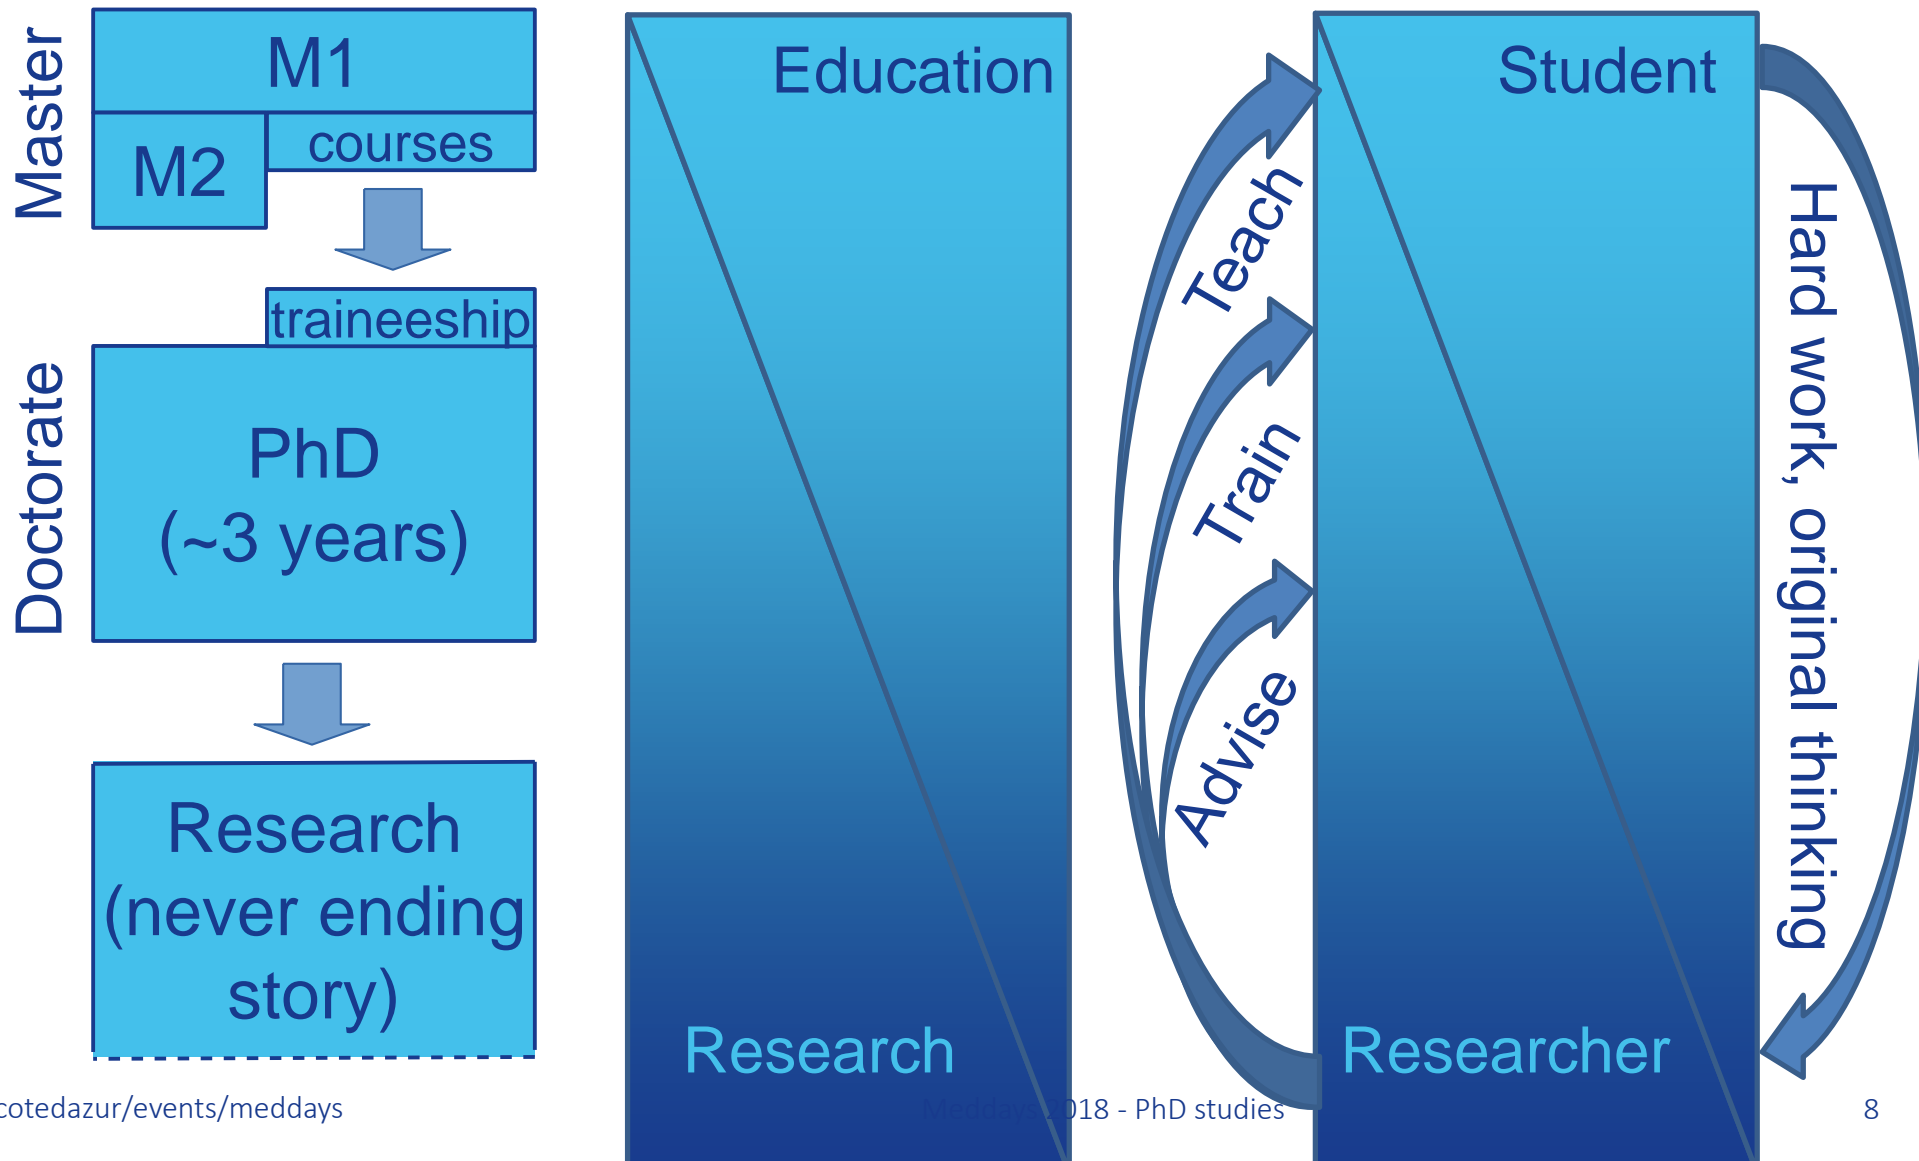 Master
M1
M2
courses
traineeship
Doctorate
PhD
(~3 years)
Research
(never ending
story)
Education
Research
Teach
Train
Advise
Student
Researcher
Hard work, original thinking
cotedazur/events/meddays
Meddays 2018 - PhD studies
8